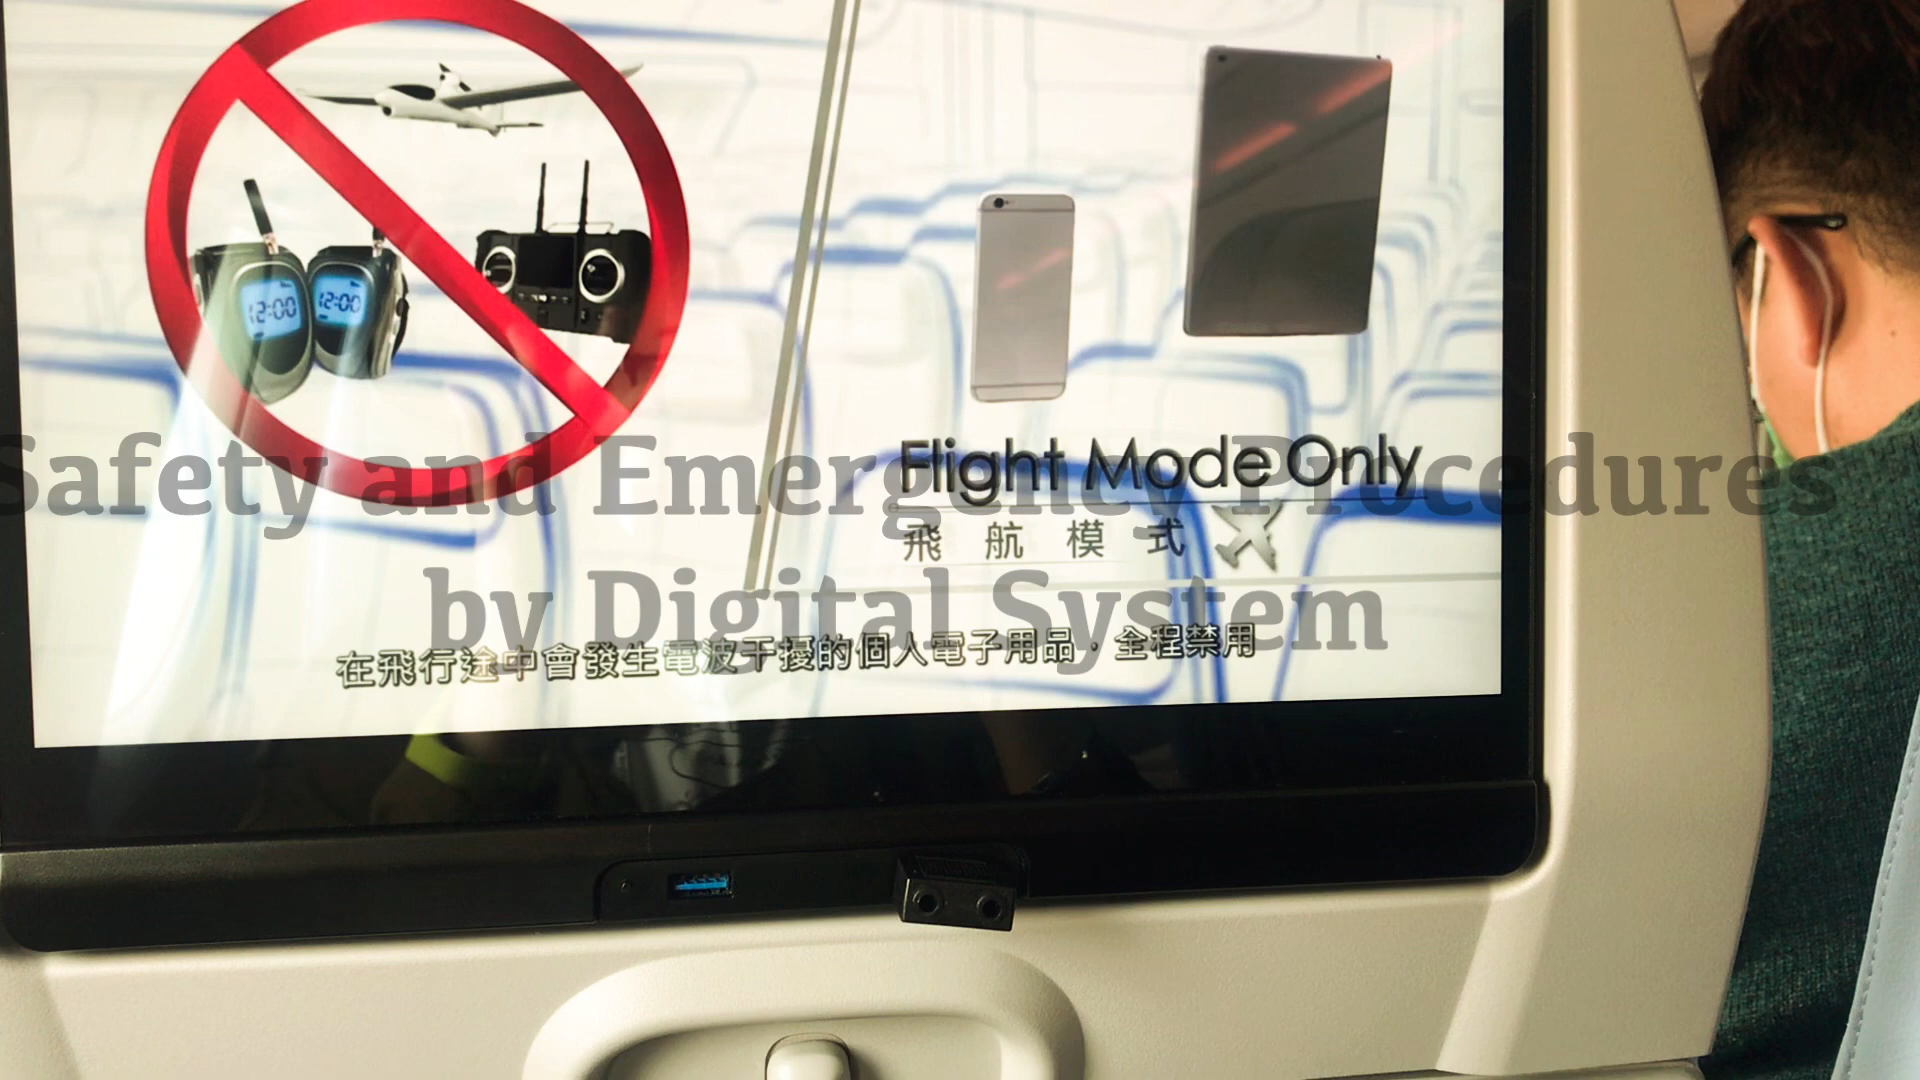 12:00
12:00
Flight Mode Only
飛航模式
Safety and Emergency Procedures
by Digital System
在飛行途中會發生電波干擾的個人電子用品，全程禁用